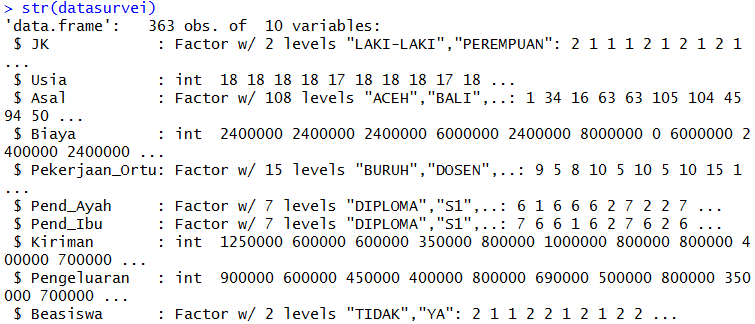 > str(datasurvei)
'data.frame':   363 obs. of  10 variables:
 $ JK            : Factor w/ 2 levels "LAKI-LAKI","PEREMPUAN": 2 1 1 1 2 1 2 1 2 1
...
 $ Usia          : int  18 18 18 18 17 18 18 18 17 18 ...
 $ Asal          : Factor w/ 108 levels "ACEH","BALI",..: 1 34 16 63 63 105 104 45
94 50 ...
 $ Biaya         : int  2400000 2400000 2400000 6000000 2400000 8000000 0 6000000 2
400000 2400000 ...
 $ Pekerjaan_Ortu: Factor w/ 15 levels "BURUH","DOSEN",..: 9 5 8 10 5 10 5 10 15 1
...
 $ Pend_Ayah     : Factor w/ 7 levels "DIPLOMA","S1",..: 6 1 6 6 6 2 7 2 2 7 ...
 $ Pend_Ibu      : Factor w/ 7 levels "DIPLOMA","S1",..: 7 6 6 1 6 2 7 6 2 6 ...
 $ Kiriman       : int  1250000 600000 600000 350000 800000 1000000 800000 800000 4
00000 700000 ...
 $ Pengeluaran   : int  900000 600000 450000 400000 800000 690000 500000 800000 350
000 700000 ...
 $ Beasiswa      : Factor w/ 2 levels "TIDAK","YA": 2 1 1 2 2 1 2 1 2 2 ...